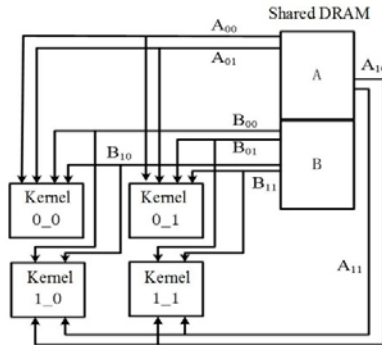 Shared DRAM
A00
A01
A
A10
B00
B01
B10
B
B11
Kernel
0_0
Kernel
0_1
A11
Kernel
1_0
Kernel
1_1